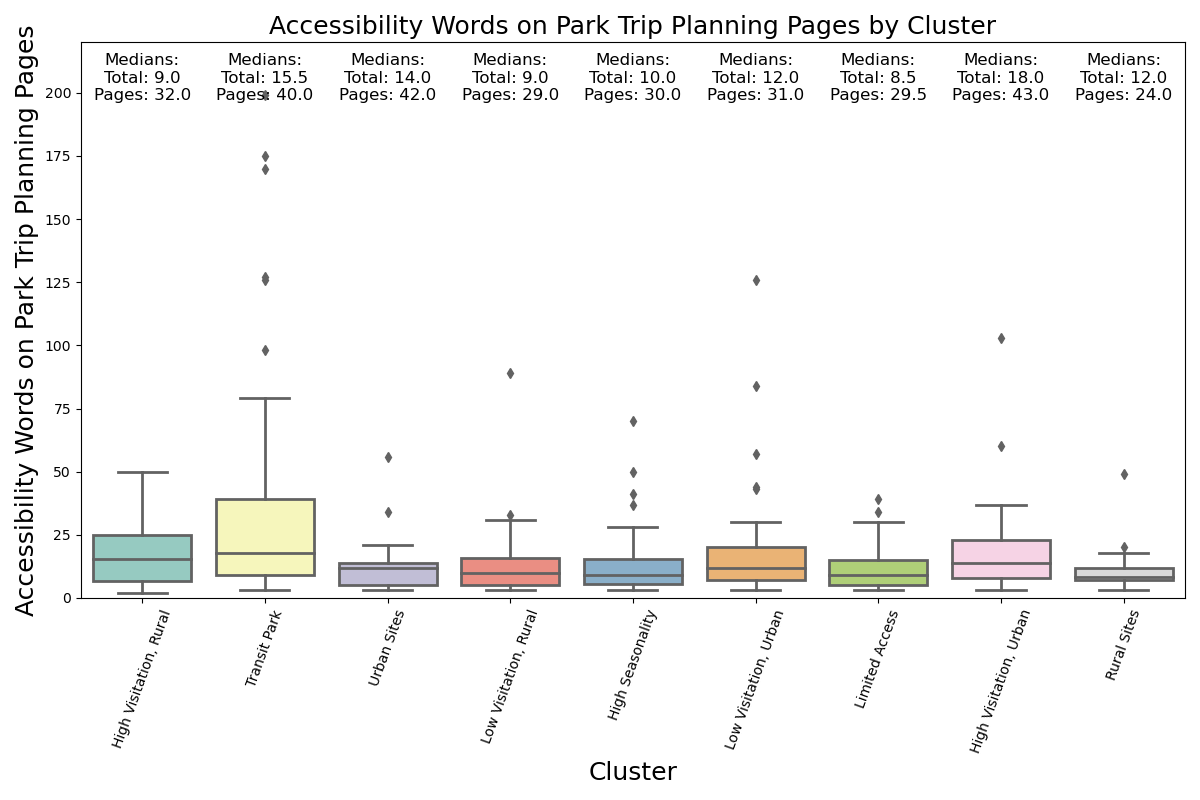 Accessibility Words on Park Trip Planning Pages by Cluster
Accessibility Words on Park Trip Planning Pages
Medians: Medians: Medians: Medians: Medians: Medians: Medians: Medians: Medians:
Total: 9.0 Total: 15.5 Total: 14.0 Total: 9.0 Total: 10.0 Total: 12.0 Total: 8.5 Total: 18.0 Total: 12.0
Pages: 32.0 Pages: 40.0 Pages: 42.0 Pages: 29.0 Pages: 30.0 Pages: 31.0 Pages: 29.5 Pages: 43.0 Pages: 24.0
200
175
150
125
100
75
50
25
0
High Visitation, Rural
Transit Park
Urban Sites
Low Visitation, Rural
High Seasonality
Low Visitation, Urban
Limited Access
High Visitation, Urban
Rural Sites
Cluster